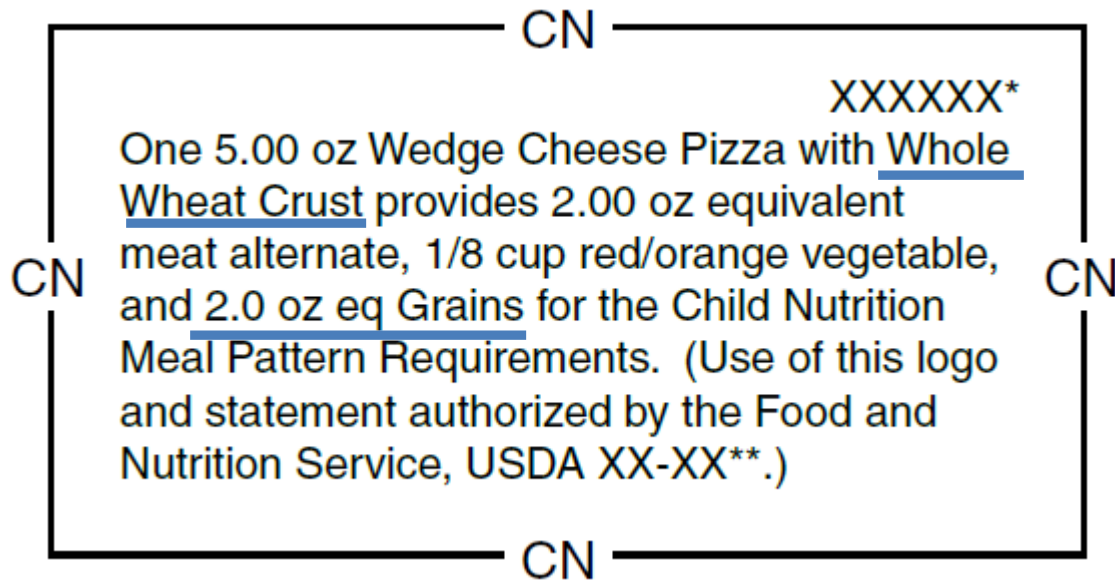 CN
XXXXXX*
One 5.00 oz Wedge Cheese Pizza with Whole
Wheat Crust provides 2.00 oz equivalent
meat alternate, 1/8 cup red/orange vegetable,
CN
CN
and 2.0 oz eq Grains for the Child Nutrition
Meal Pattern Requirements.  (Use of this logo
and statement authorized by the Food and
Nutrition Service, USDA XX-XX**.)
CN